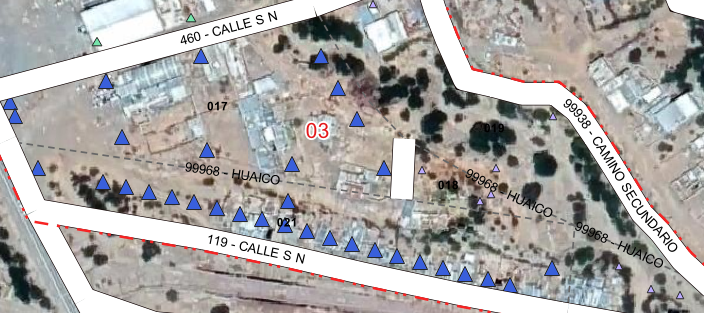 460 - CALLE S N
017
03
019
99938 - CAMINO SECUNDARIO
99968 - HUAICO
018
99968 - HUAICO
021
99968 - HUAICO
119 - CALLE S N